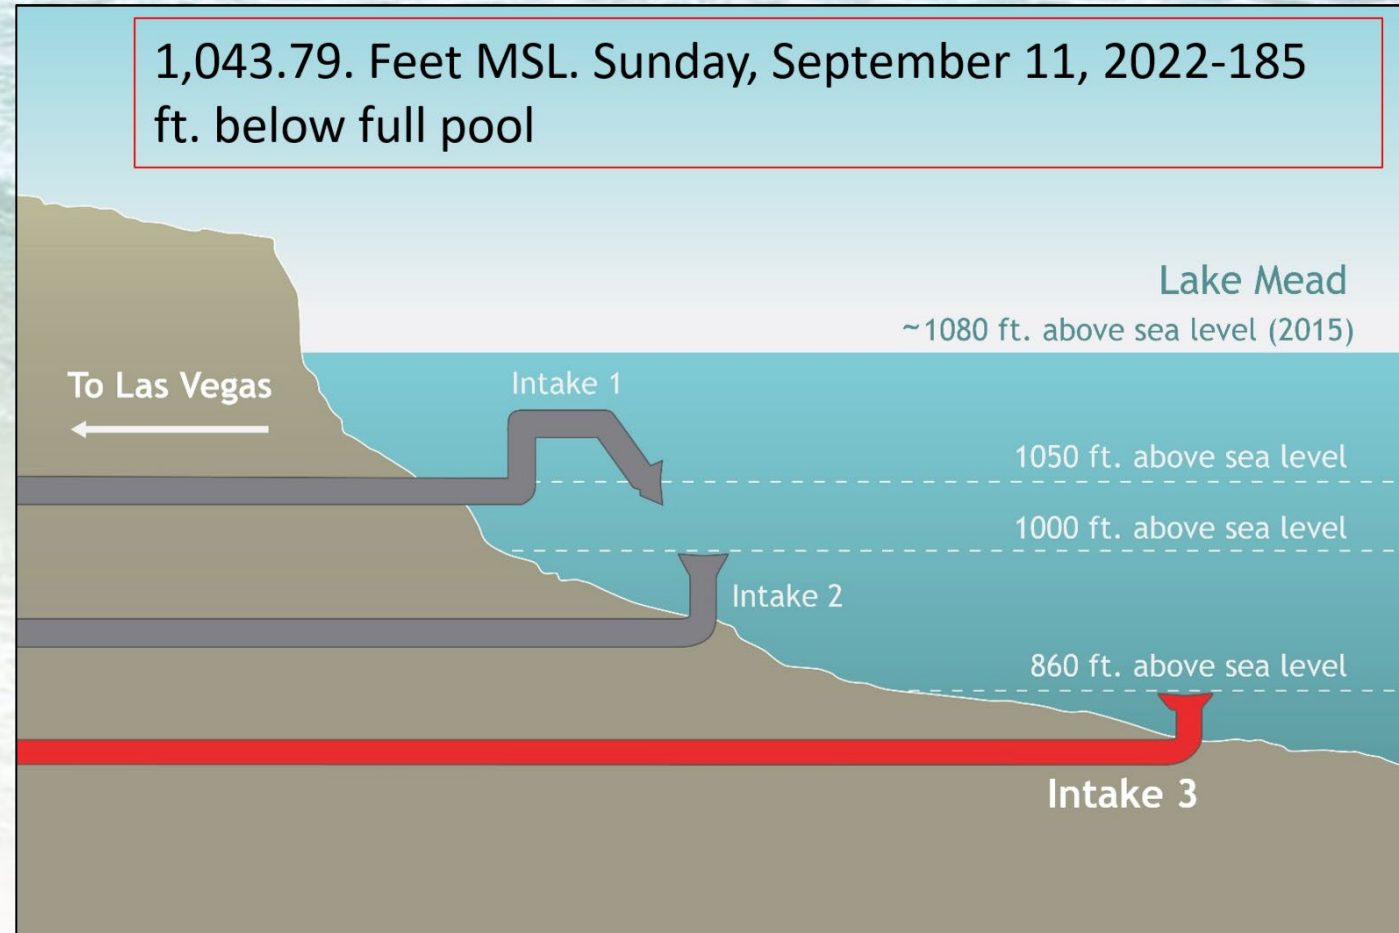 1,043.79. Feet MSL. Sunday, September 11, 2022-185
ft. below full pool
Lake Mead
~1080 ft. above sea level (2015)
To Las Vegas
Intake 1
1050 ft. above sea level
1000 ft. above sea level
Intake 2
860 ft. above sea level
Intake 3